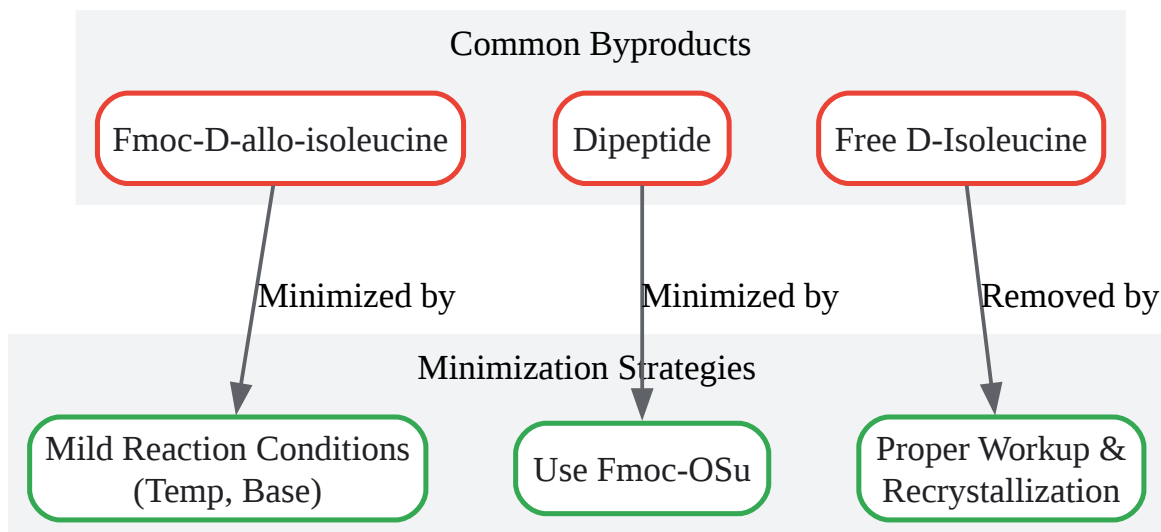 Common Byproducts
Fmoc-D-allo-isoleucine
Dipeptide
Free D-Isoleucine
Minimized by
Minimized by
Removed by
Minimization Strategies
Mild Reaction Conditions
(Temp, Base)
Use Fmoc-OSu
Proper Workup &
Recrystallization